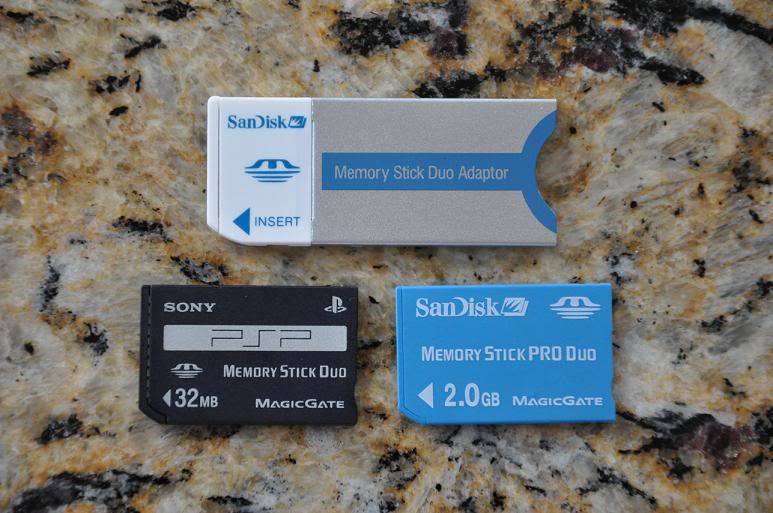 SanDisk
Memory Stick Duo Adaptor
INSERT
SONY
PSP
MEMORY STICK DUO
32MB
MAGICGATE
SanDisk
MEMORY STICK PRO DUO
2.0GB
MAGICGATE